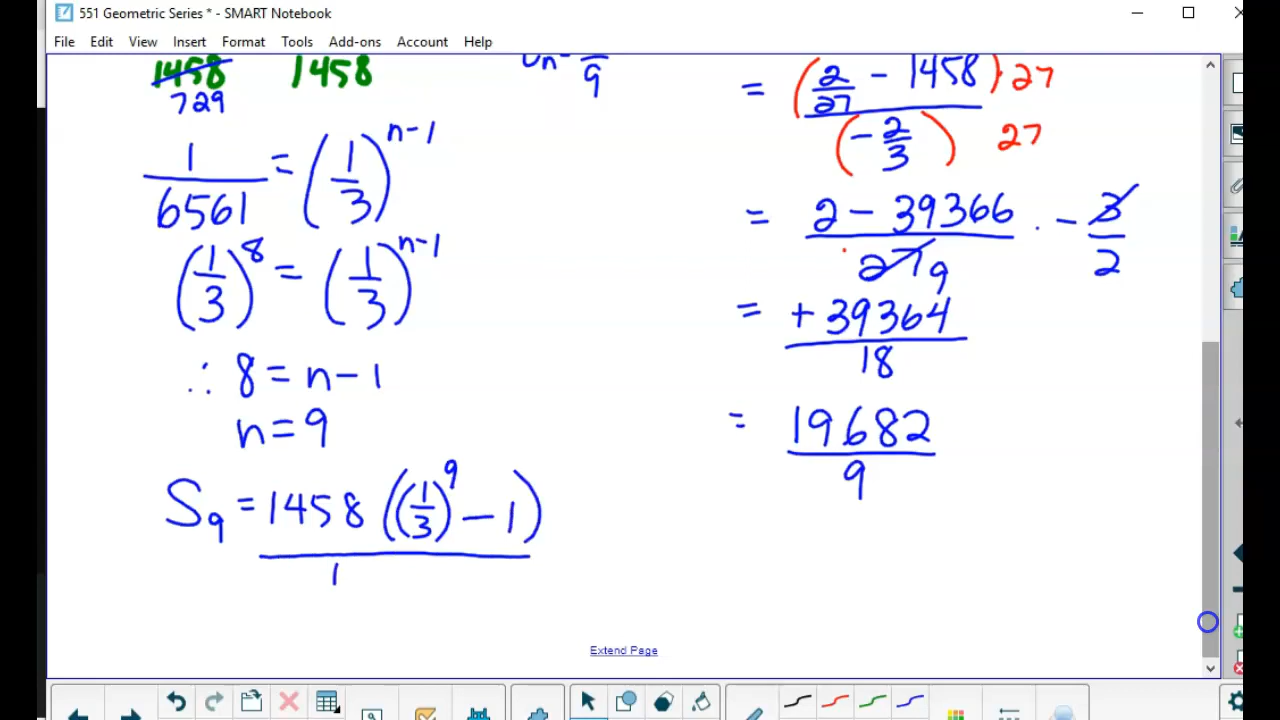 551 Geometric Series * - SMART Notebook
File Edit View Insert Format Tools Add-ons Account Help
1458 1458
729
1/6561 = (1/3)^(n-1)
(1/3)^8 = (1/3)^(n-1)
∴ 8 = n - 1
n = 9
S_9 = 1458((1/3)^9 - 1)
1
9
= (2/27 - 1458) · 27
(-2/3) 27
= 2 - 39366 / 27 9 · - 3/2
= + 39364 / 18
= 19682 / 9
Extend Page